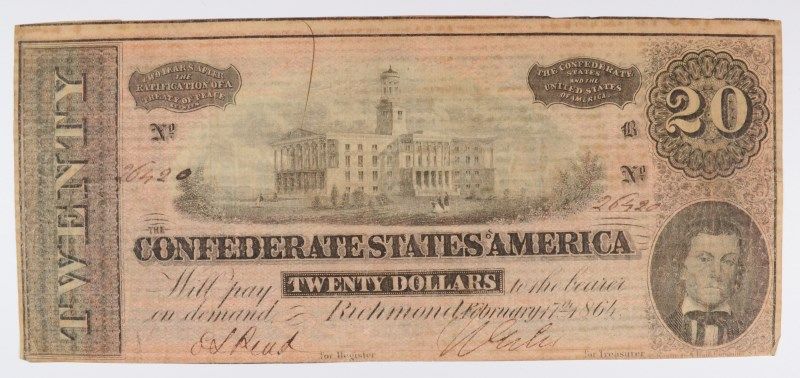 TWENTY
TWO YEARS AFTER
THE
RATIFICATION OF A
TREATY OF PEACE
THE CONFEDERATE
STATES AND THE
UNITED STATES
OF AMERICA.
20
No
B
No
26420
26420
THE
CONFEDERATE STATES of AMERICA
Will pay TWENTY DOLLARS to the bearer
on demand. Richmond February 17th, 1864.
for Register
for Treasurer